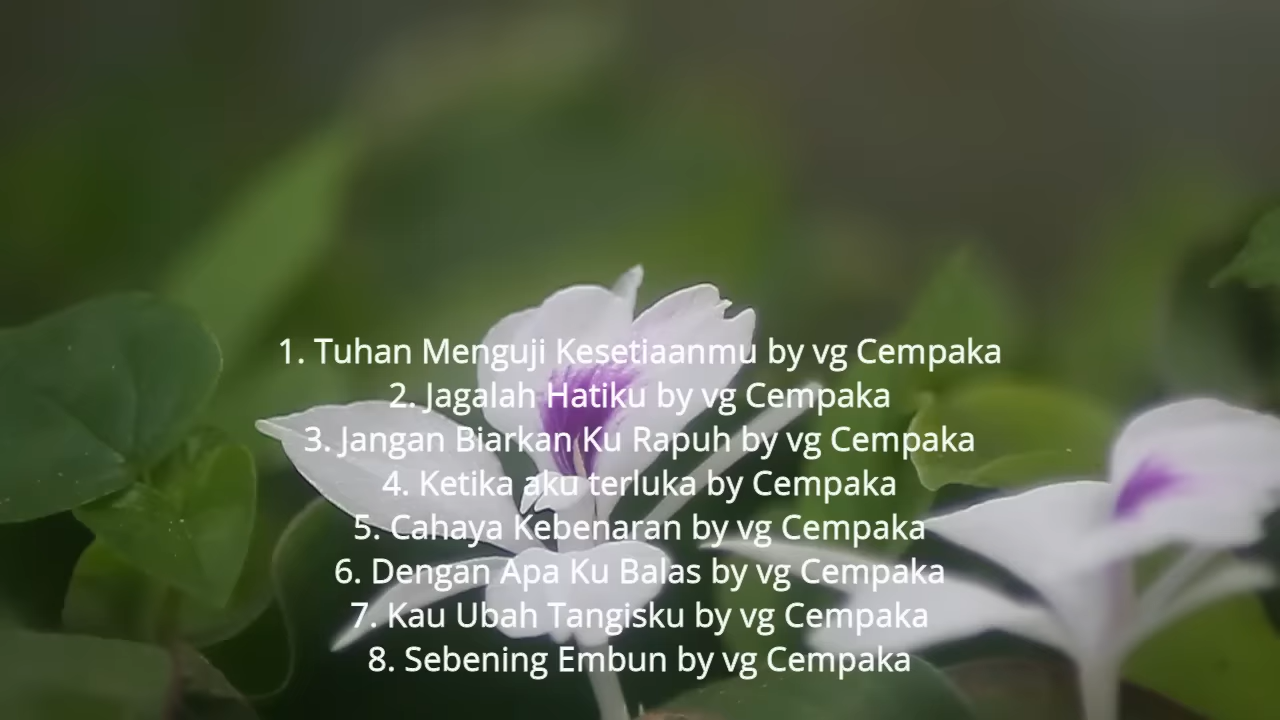 1. Tuhan Menguji Kesetiaanmu by vg Cempaka
2. Jagalah Hatiku by vg Cempaka
3. Jangan Biarkan Ku Rapuh by vg Cempaka
4. Ketika aku terluka by Cempaka
5. Cahaya Kebenaran by vg Cempaka
6. Dengan Apa Ku Balas by vg Cempaka
7. Kau Ubah Tangisku by vg Cempaka
8. Sebening Embun by vg Cempaka